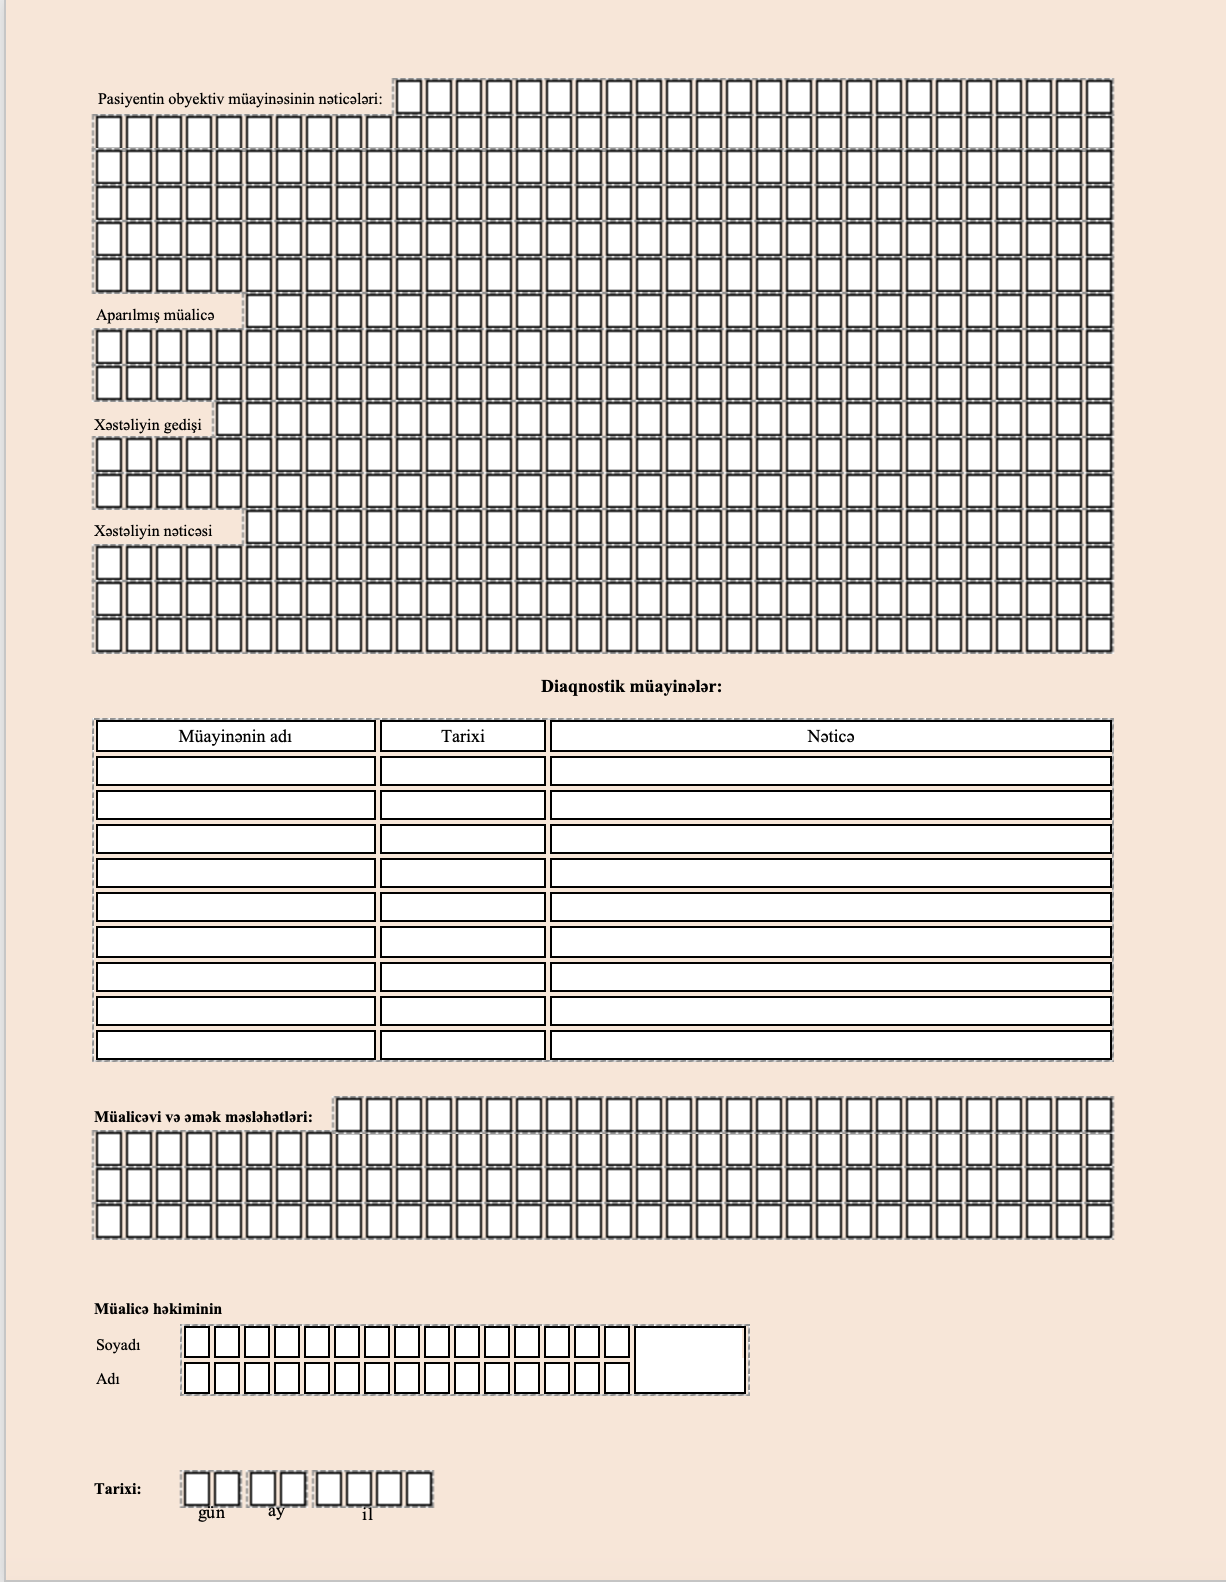 Pasiyentin obyektiv müayinəsinin nəticələri:
Aparılmış müalicə
Xəstəliyin gedişi
Xəstəliyin nəticəsi
Diaqnostik müayinələr:
Müayinənin adı Tarixi Nəticə
Müalicəvi və əmək məsləhətləri:
Müalicə həkiminin
Soyadı
Adı
Tarixi:
gün ay il